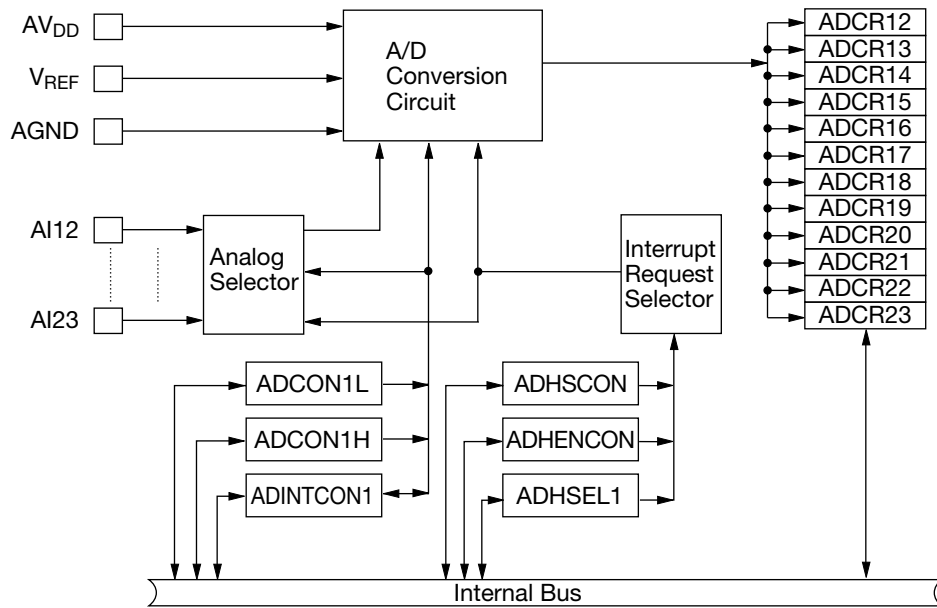 AVDD
VREF
AGND
A/D
Conversion
Circuit
AI12
AI23
Analog
Selector
Interrupt
Request
Selector
ADCR12
ADCR13
ADCR14
ADCR15
ADCR16
ADCR17
ADCR18
ADCR19
ADCR20
ADCR21
ADCR22
ADCR23
ADCON1L
ADCON1H
ADINTCON1
ADHSCON
ADHENCON
ADHSEL1
Internal Bus